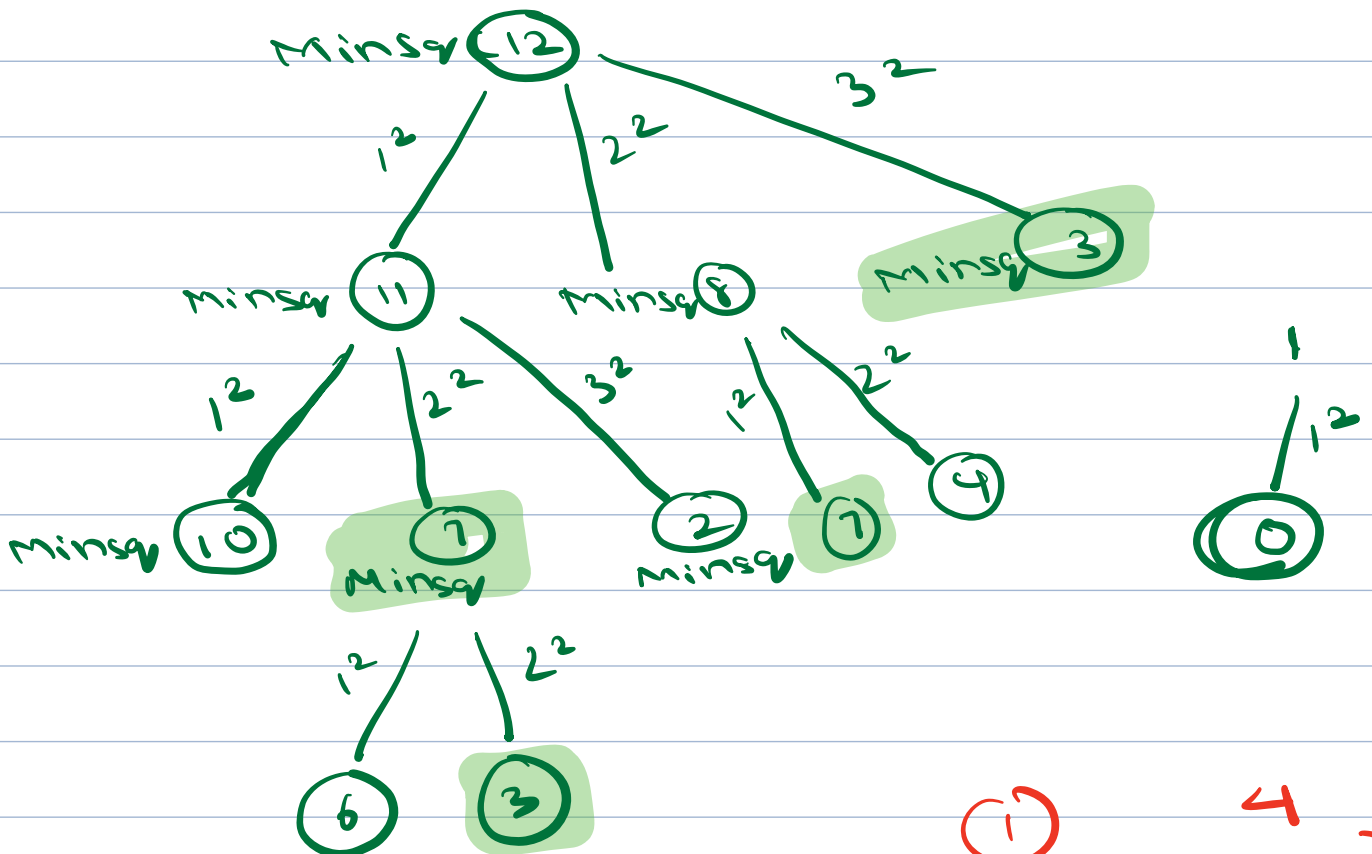 Minsq 12
1² 2² 3²
Minsq 11 Minsq 8 Minsq 3
1² 2² 3² 1² 2² 1
1²
Minsq 10 7 2 7 4 0
Minsq Minsq
1² 2²
6 3
1 4